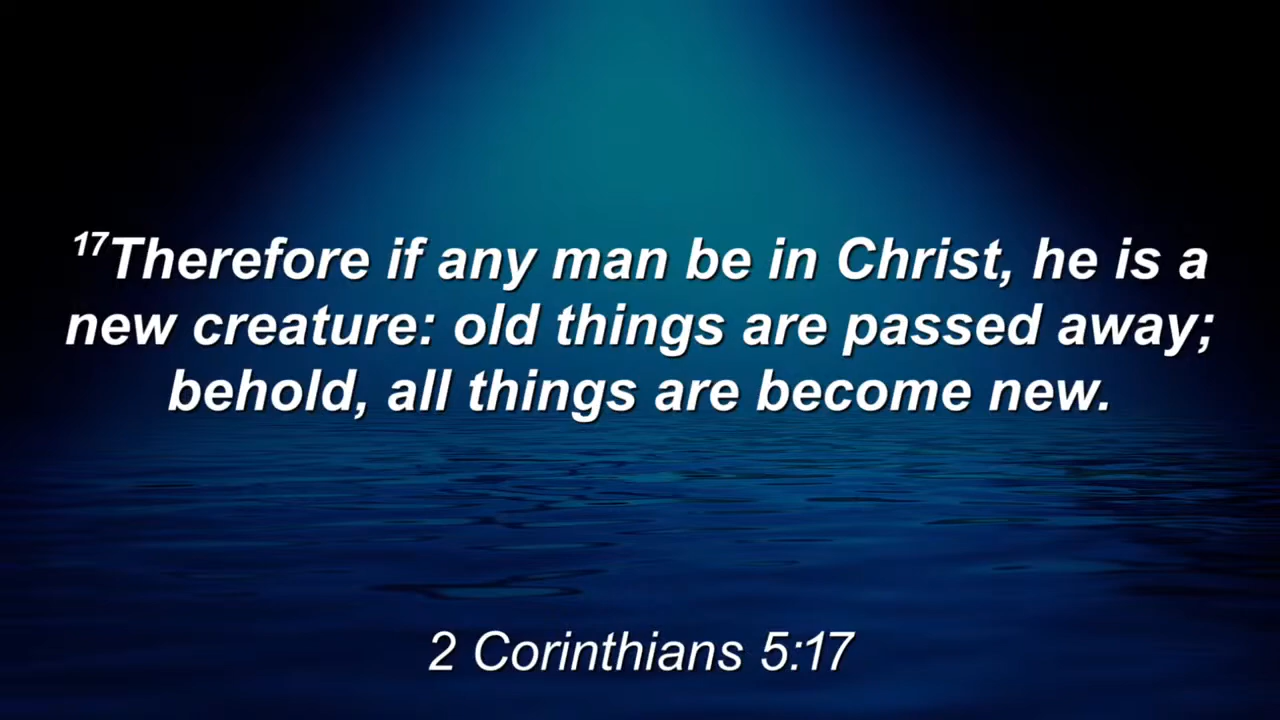 17Therefore if any man be in Christ, he is a
new creature: old things are passed away;
behold, all things are become new.
2 Corinthians 5:17